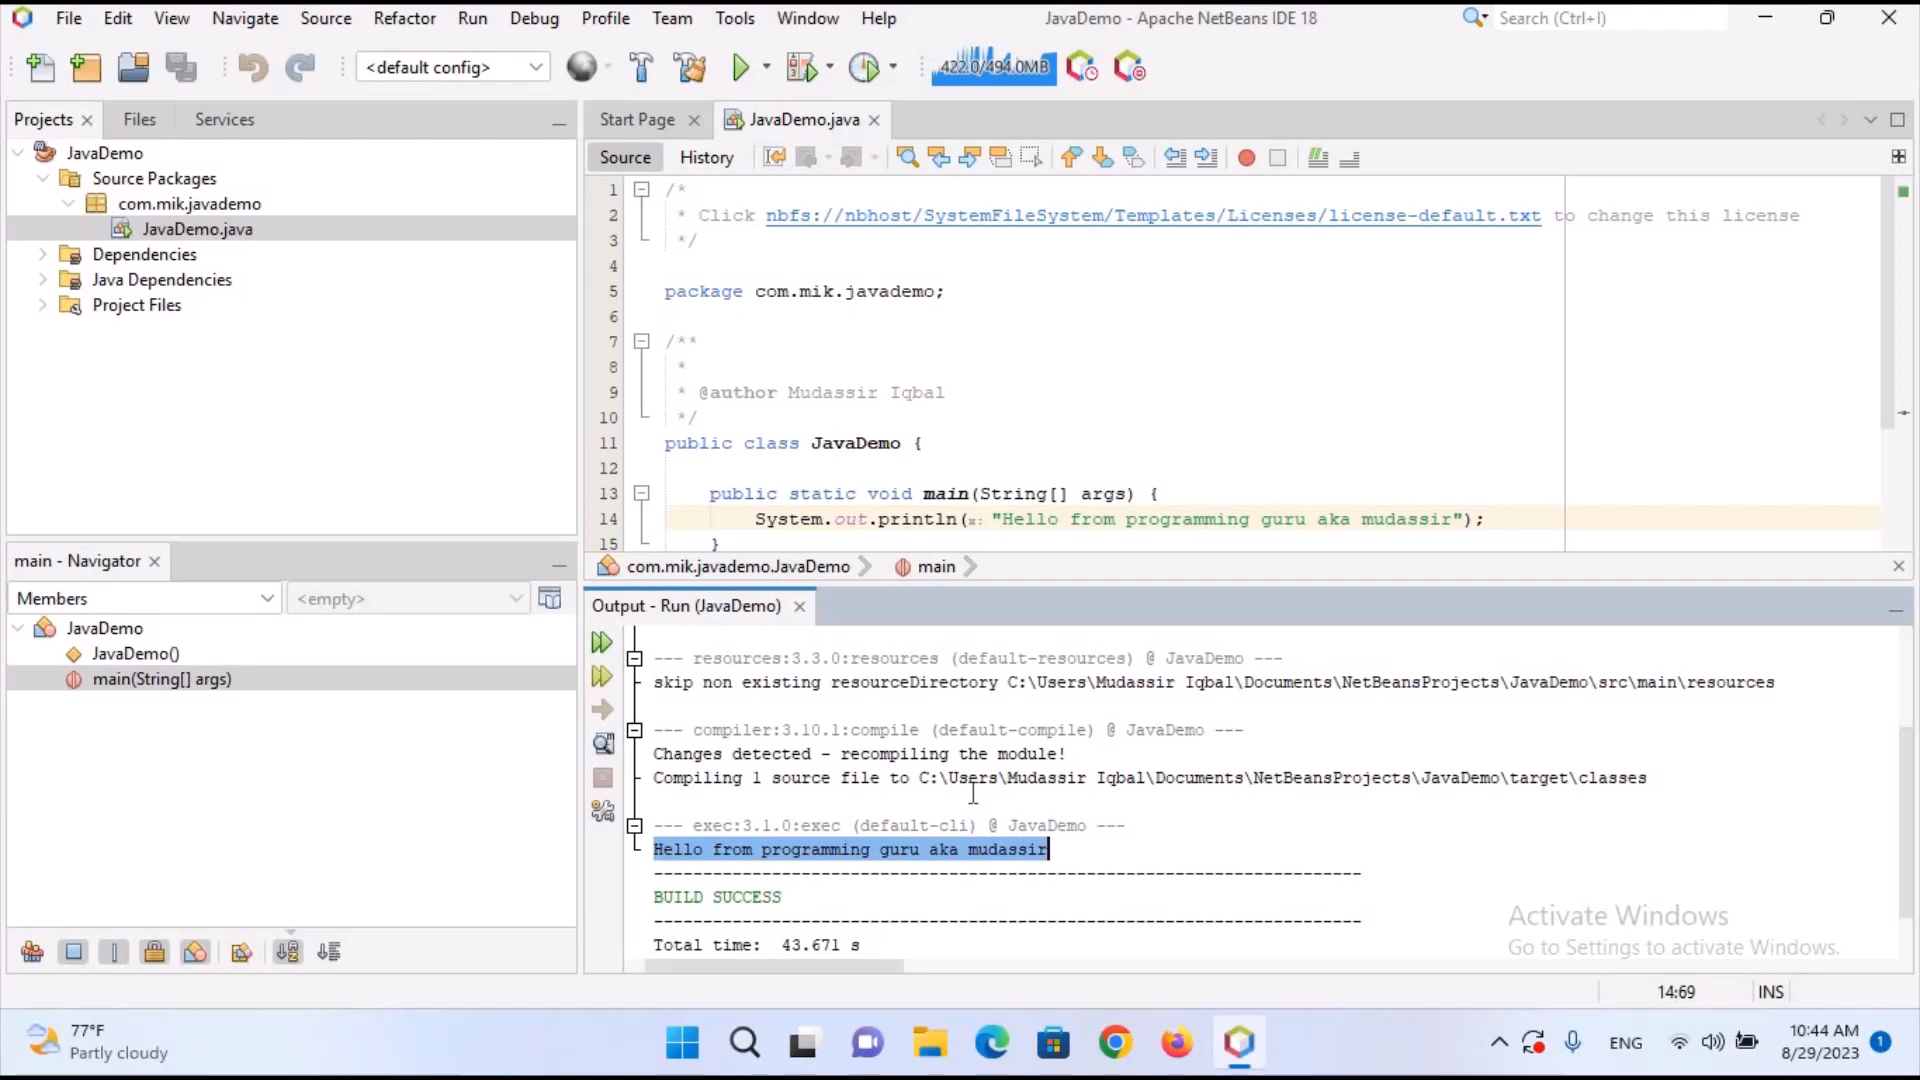 File Edit View Navigate Source Refactor Run Debug Profile Team Tools Window Help
JavaDemo - Apache NetBeans IDE 18
Search (Ctrl+I)
<default config>
422.0/494.0MB
Projects Files Services
JavaDemo
Source Packages
com.mik.javademo
JavaDemo.java
Dependencies
Java Dependencies
Project Files
main - Navigator
Members
<empty>
JavaDemo
JavaDemo()
main(String[] args)
Start Page JavaDemo.java
Source History
1 /*
2 * Click nbfs://nbhost/SystemFileSystem/Templates/Licenses/license-default.txt to change this license
3 */
4
5 package com.mik.javademo;
6
7 /**
8 *
9 * @author Mudassir Iqbal
10 */
11 public class JavaDemo {
12
13 public static void main(String[] args) {
14 System.out.println(x: "Hello from programming guru aka mudassir");
15 }
com.mik.javademo.JavaDemo main
Output - Run (JavaDemo)
--- resources:3.3.0:resources (default-resources) @ JavaDemo ---
skip non existing resourceDirectory C:\Users\Mudassir Iqbal\Documents\NetBeansProjects\JavaDemo\src\main\resources
--- compiler:3.10.1:compile (default-compile) @ JavaDemo ---
Changes detected - recompiling the module!
Compiling 1 source file to C:\Users\Mudassir Iqbal\Documents\NetBeansProjects\JavaDemo\target\classes
--- exec:3.1.0:exec (default-cli) @ JavaDemo ---
Hello from programming guru aka mudassir
------------------------------------------------------------------------
BUILD SUCCESS
------------------------------------------------------------------------
Total time: 43.671 s
Activate Windows
Go to Settings to activate Windows.
14:69 INS
77°F
Partly cloudy
ENG
10:44 AM
8/29/2023
1